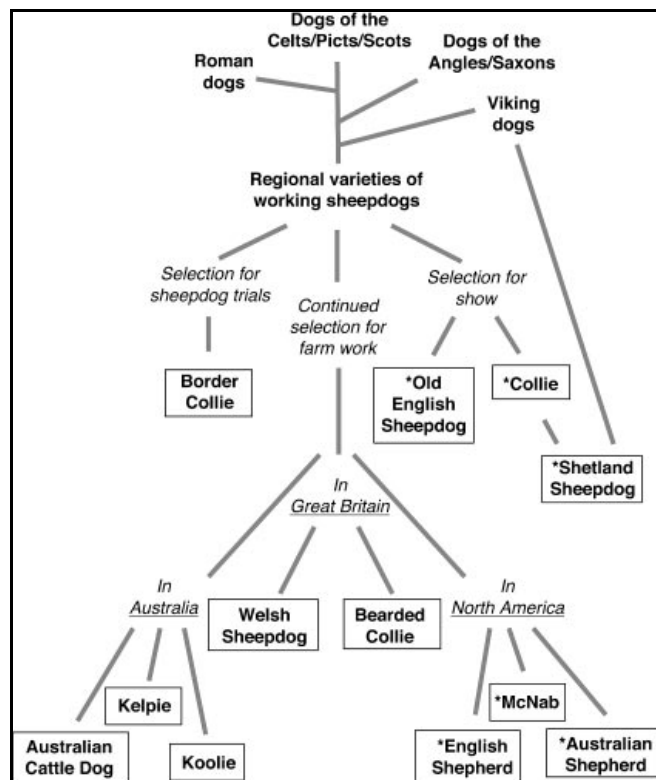 Dogs of the
Celts/Picts/Scots
Roman
dogs
Dogs of the
Angles/Saxons
Viking
dogs
Regional varieties of
working sheepdogs
Selection for
sheepdog trials
Continued
selection for
farm work
Selection for
show
Border
Collie
*Old
English
Sheepdog
*Collie
*Shetland
Sheepdog
In
Great Britain
In
Australia
Welsh
Sheepdog
Bearded
Collie
In
North America
Kelpie
*McNab
Australian
Cattle Dog
Koolie
*English
Shepherd
*Australian
Shepherd